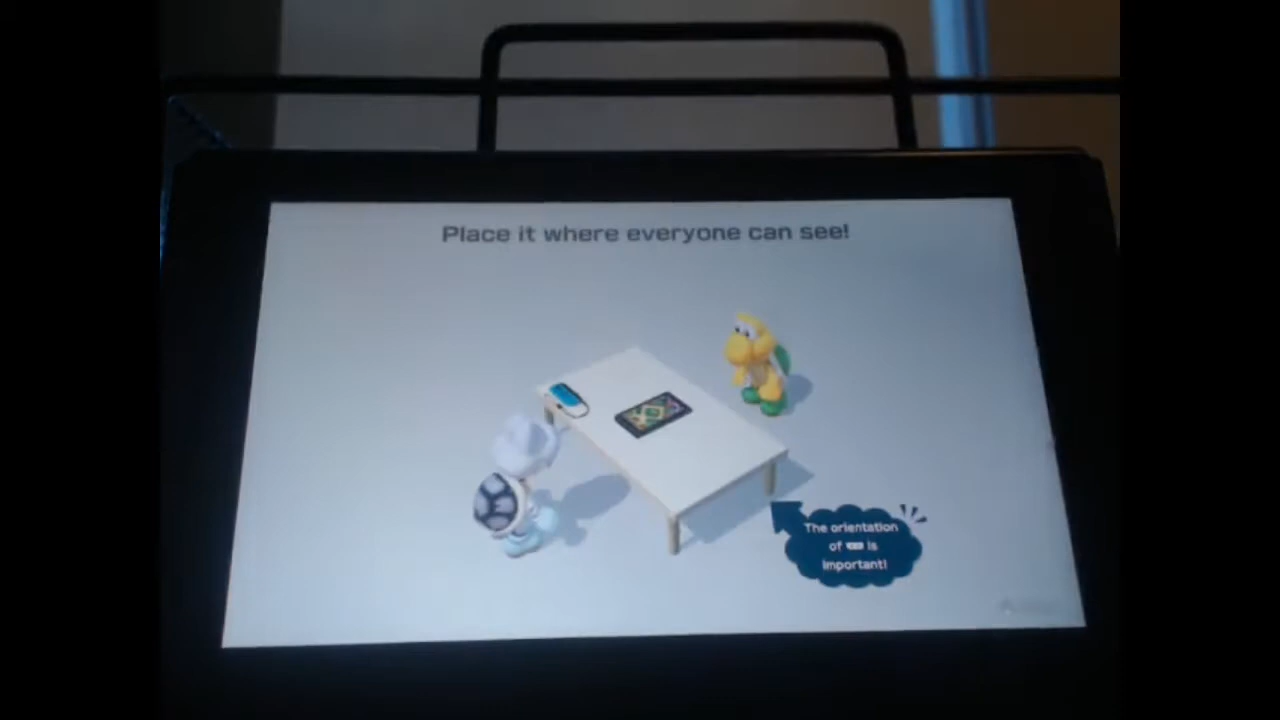 Place it where everyone can see!
The orientation
of is
important!